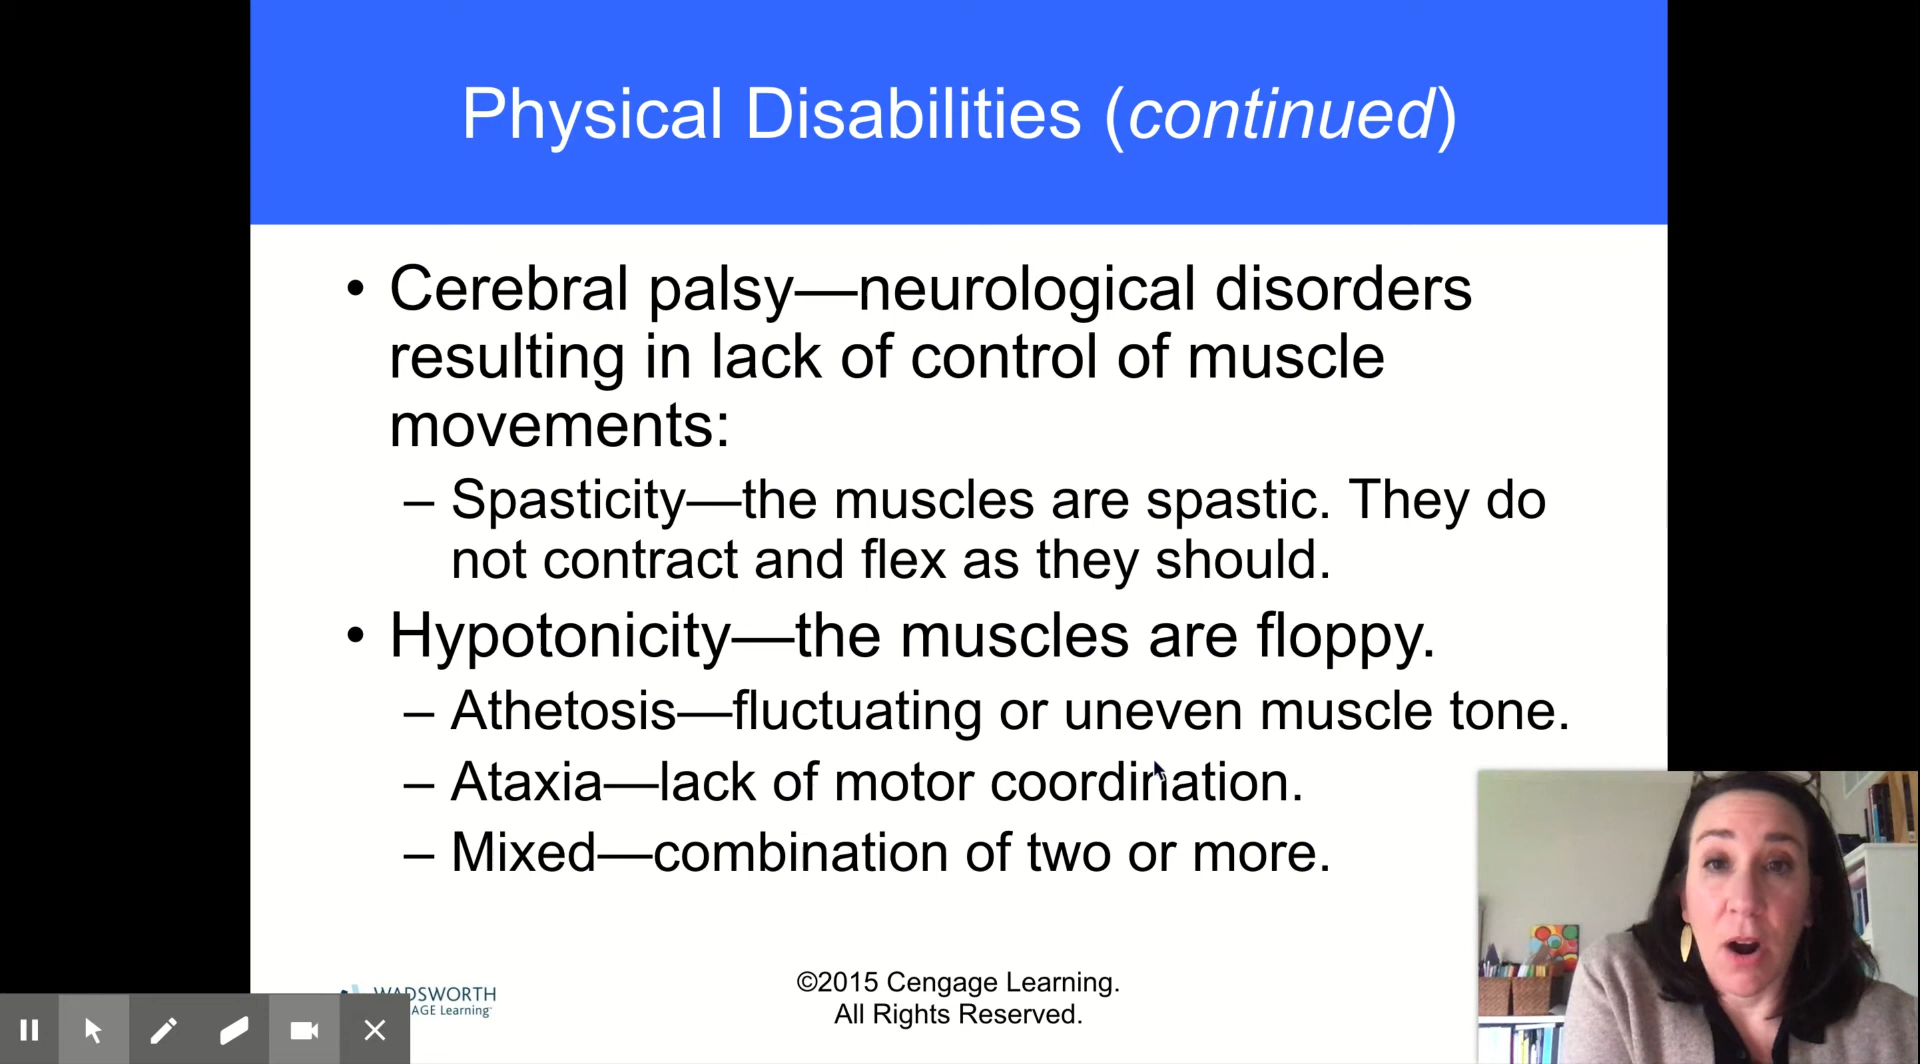 Physical Disabilities (continued)
• Cerebral palsy—neurological disorders
resulting in lack of control of muscle
movements:
– Spasticity—the muscles are spastic. They do
not contract and flex as they should.
• Hypotonicity—the muscles are floppy.
– Athetosis—fluctuating or uneven muscle tone.
– Ataxia—lack of motor coordination.
– Mixed—combination of two or more.
WADSWORTH
AGE Learning
©2015 Cengage Learning.
All Rights Reserved.